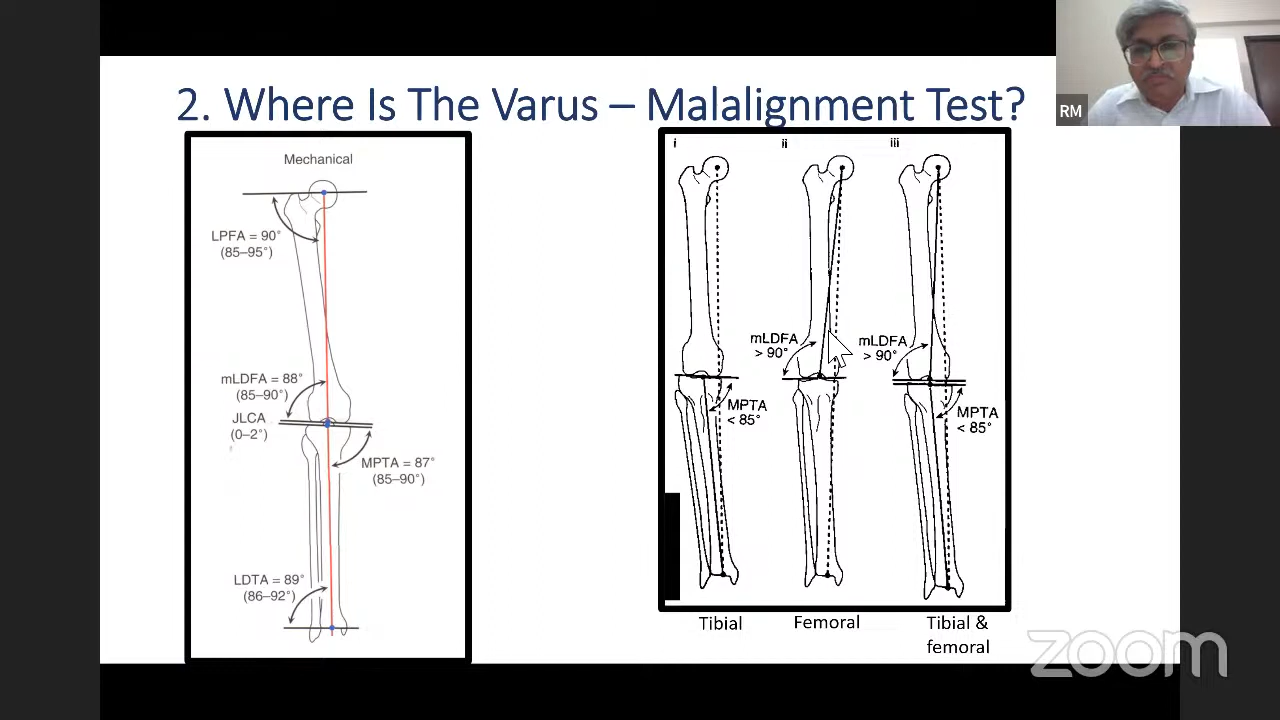 2. Where Is The Varus – Malalignment Test?
RM
Mechanical
LPFA = 90°
(85–95°)
mLDFA = 88°
(85–90°)
JLCA
(0–2°)
MPTA = 87°
(85–90°)
LDTA = 89°
(86–92°)
i
ii
iii
mLDFA
> 90°
mLDFA
> 90°
MPTA
< 85°
MPTA
< 85°
Tibial
Femoral
Tibial &
femoral
zoom